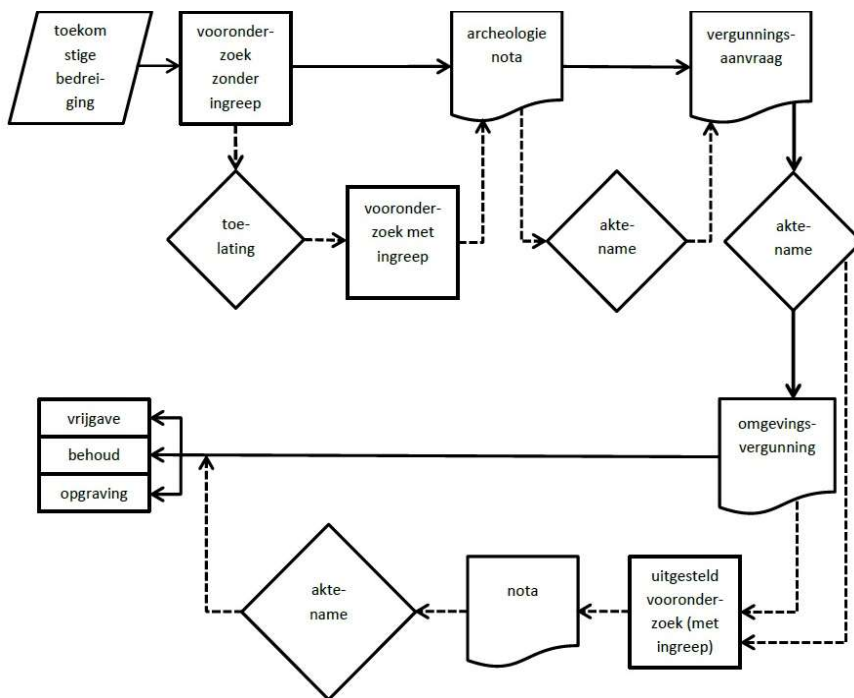 toekom
stige
bedrei-
ging
vooronder-
zoek
zonder
ingreep
archeologie
nota
vergunnings-
aanvraag
toe-
lating
vooronder-
zoek met
ingreep
akte-
name
akte-
name
vrijgave
behoud
opgraving
omgevings-
vergunning
akte-
name
nota
uitgesteld
vooronder-
zoek (met
ingreep)